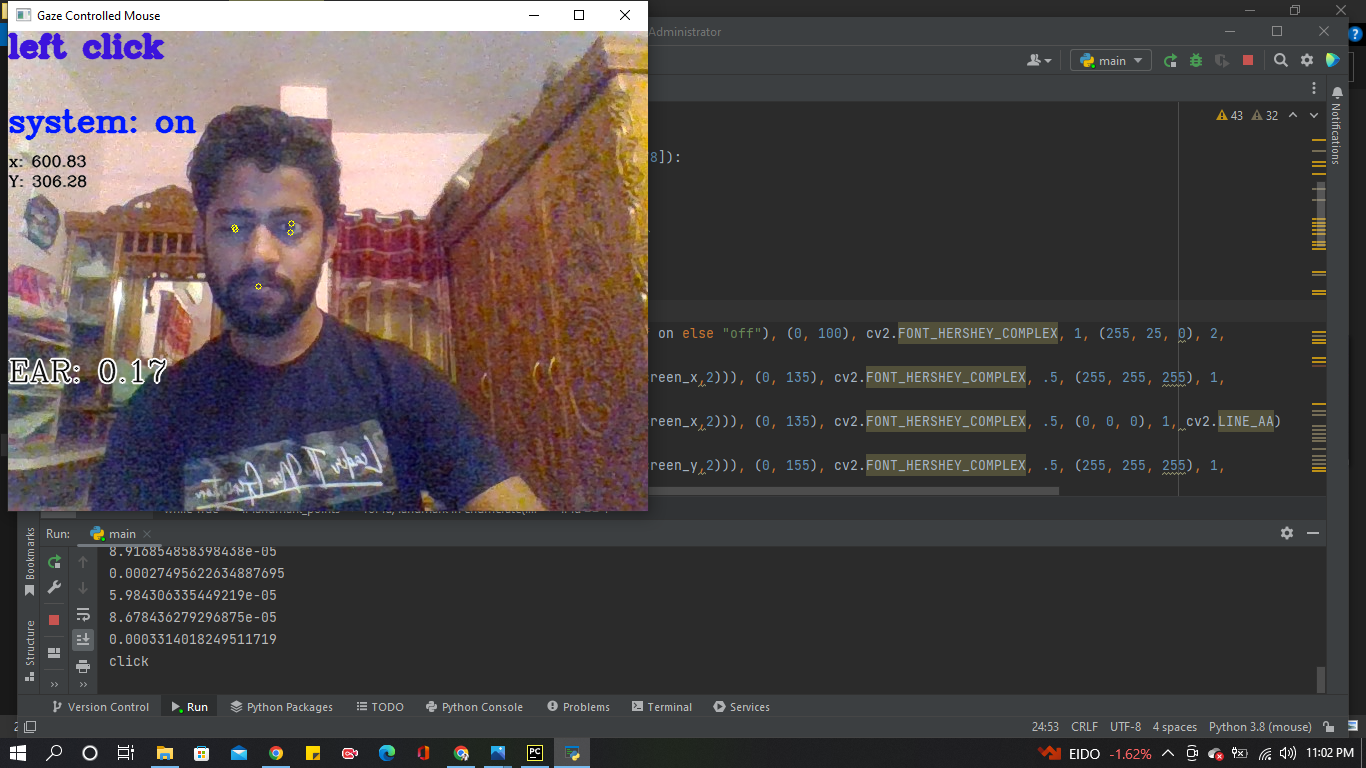 Gaze Controlled Mouse
Administrator
left click
system: on
x: 600.83
Y: 306.28
EAR: 0.17
main
43 32
Notifications
8]):
on else "off"), (0, 100), cv2.FONT_HERSHEY_COMPLEX, 1, (255, 25, 0), 2,
reen_x,2))), (0, 135), cv2.FONT_HERSHEY_COMPLEX, .5, (255, 255, 255), 1,
reen_x,2))), (0, 135), cv2.FONT_HERSHEY_COMPLEX, .5, (0, 0, 0), 1, cv2.LINE_AA)
reen_y,2))), (0, 155), cv2.FONT_HERSHEY_COMPLEX, .5, (255, 255, 255), 1,
Run: main
Bookmarks
Structure
8.916854858398438e-05
0.00027495622634887695
5.984306335449219e-05
8.678436279296875e-05
0.0003314018249511719
click
Version Control Run Python Packages TODO Python Console Problems Terminal Services
24:53 CRLF UTF-8 4 spaces Python 3.8 (mouse)
EIDO -1.62% 11:02 PM